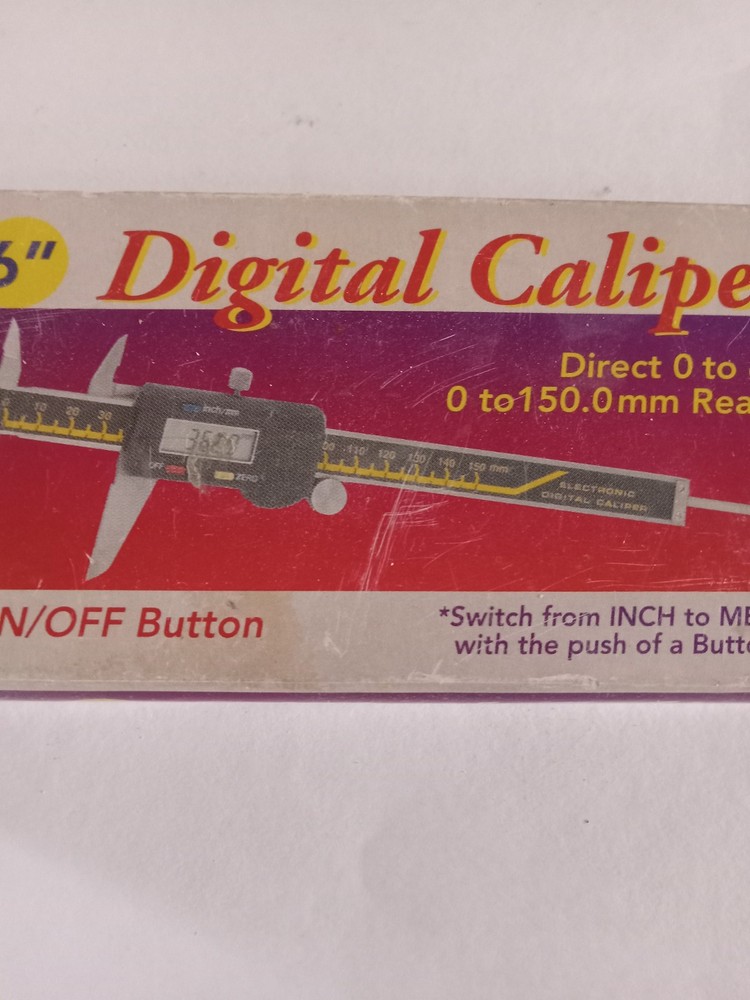 6"
Digital Calipe
Direct 0 to
0 to150.0mm Rea
0 10 20 30
inch/mm
OFF
ZERO
110 120 130 140 150 mm
ELECTRONIC
DIGITAL CALIPER
N/OFF Button
*Switch from INCH to ME
with the push of a Butto